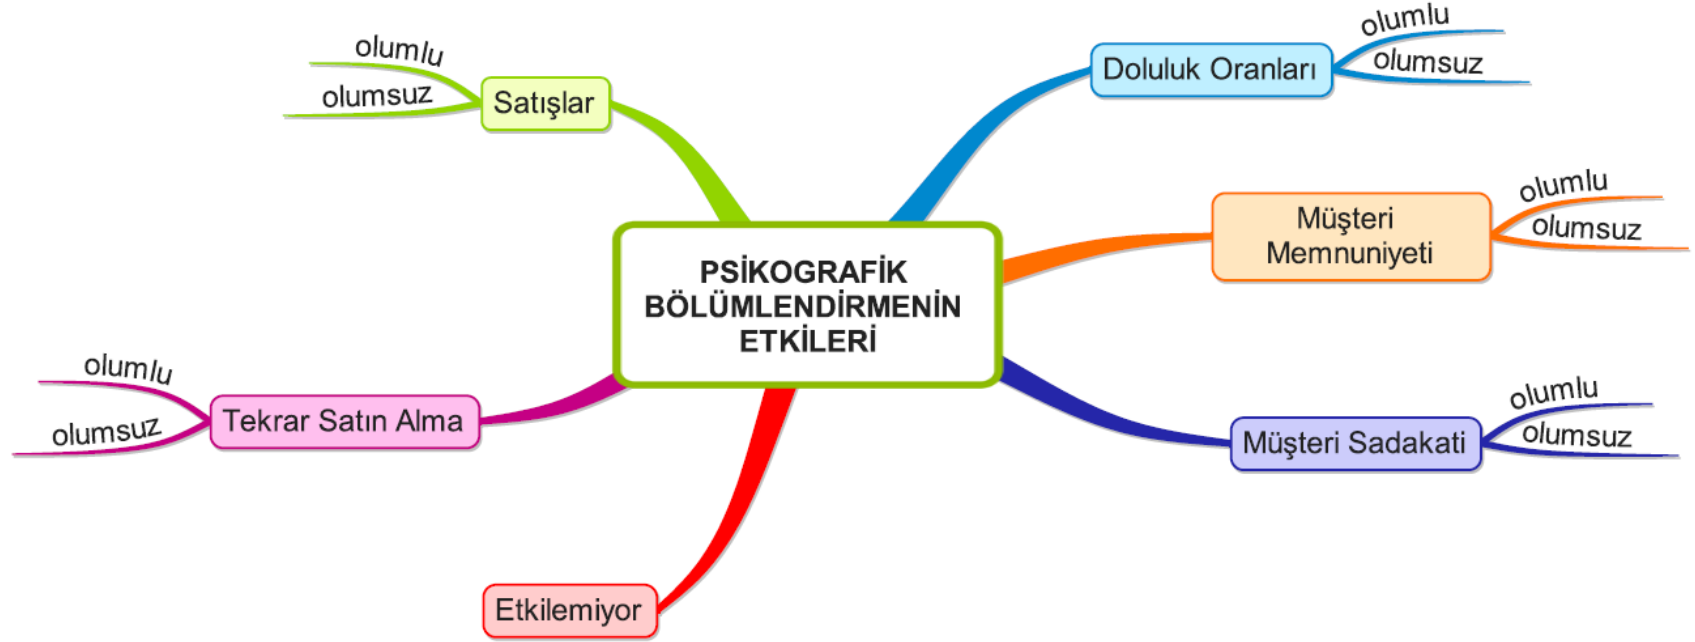 PSİKOGRAFİK
BÖLÜMLENDİRMENİN
ETKİLERİ
Doluluk Oranları
olumlu
olumsuz
Müşteri
Memnuniyeti
olumlu
olumsuz
Müşteri Sadakati
olumlu
olumsuz
Etkilemiyor
Tekrar Satın Alma
olumlu
olumsuz
Satışlar
olumlu
olumsuz